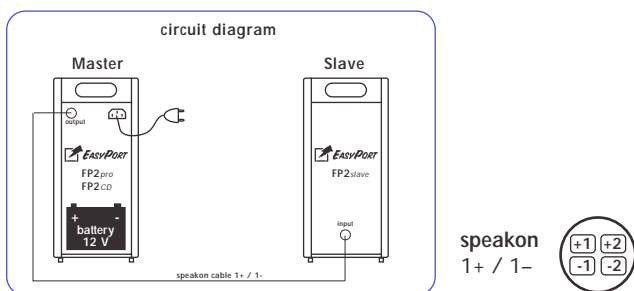 circuit diagram
Master
Slave
output
EASYPORT
FP2pro
FP2CD
+ -
battery
12 V
EASYPORT
FP2slave
input
speakon cable 1+ / 1-
speakon
1+ / 1–
+1 +2
-1 -2